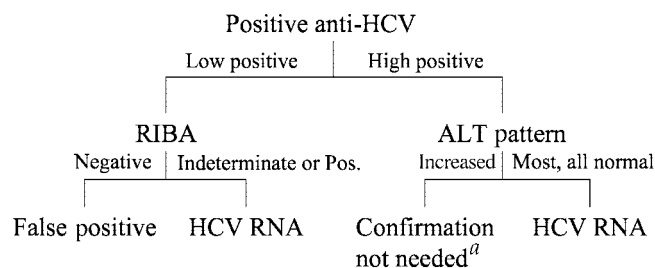 Positive anti-HCV
Low positive High positive
RIBA ALT pattern
Negative Indeterminate or Pos. Increased Most, all normal
False positive HCV RNA Confirmation HCV RNA
not needed^a